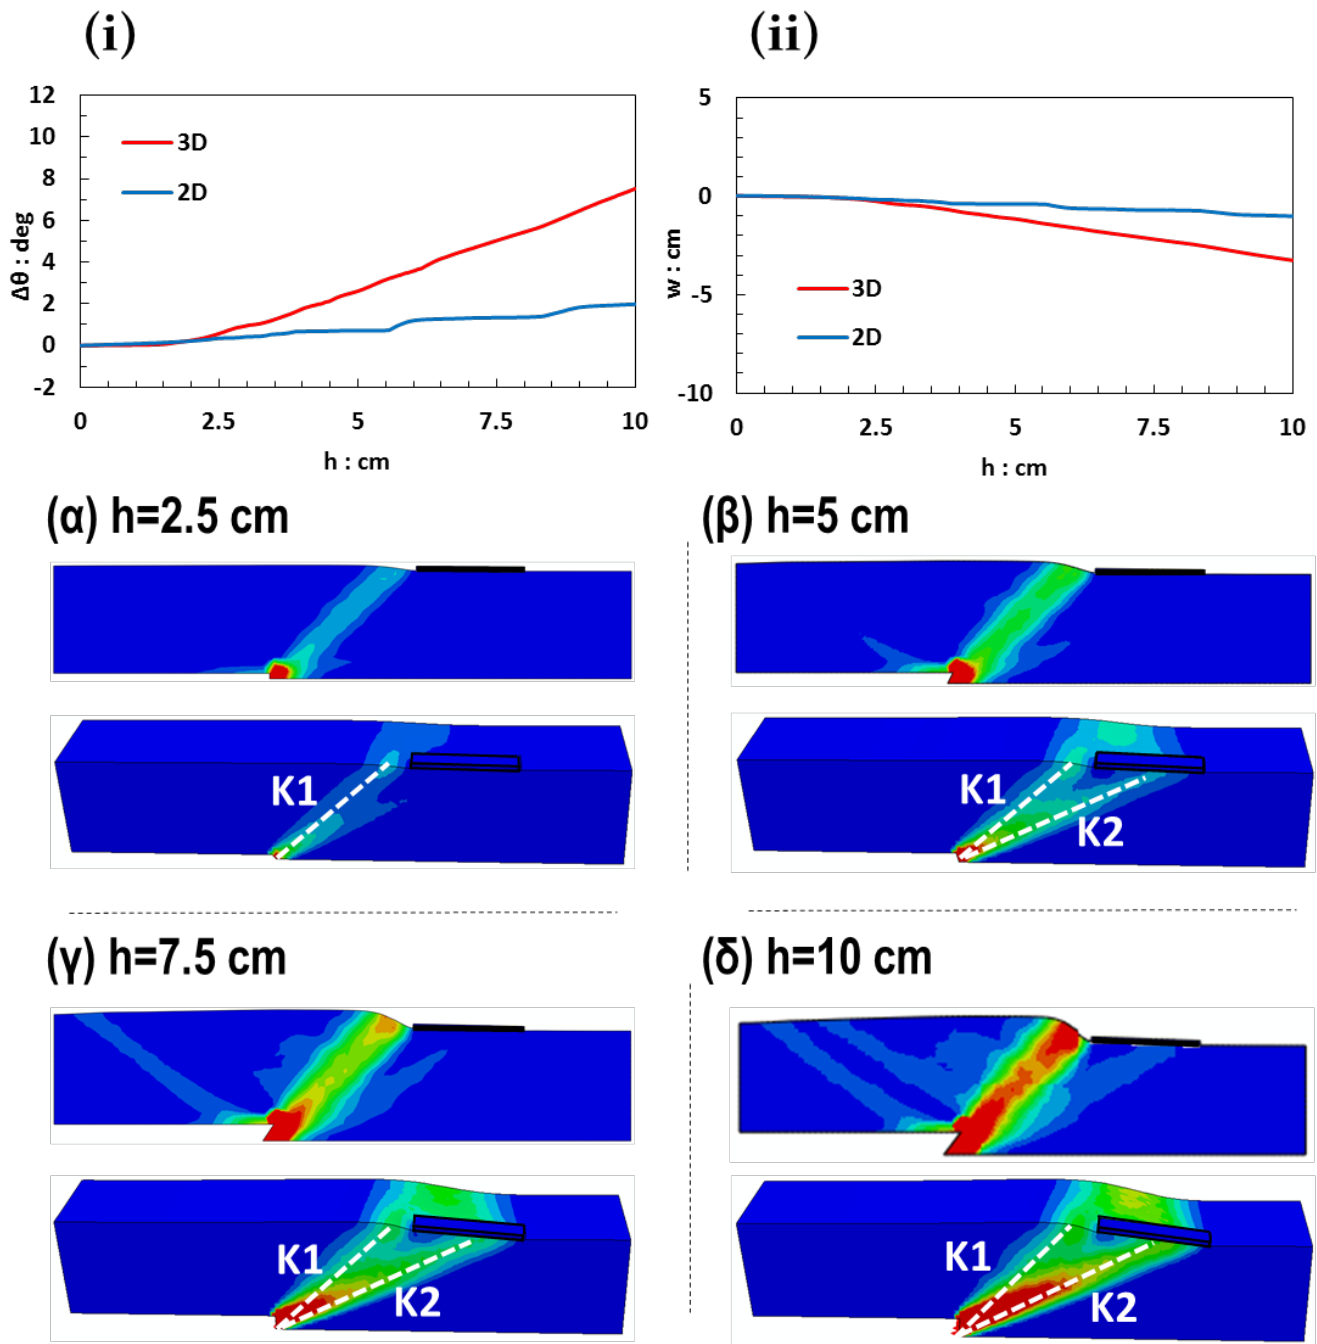 (i)
12
10
8
6
4
2
0
-2
Δθ : deg
3D
2D
0 2.5 5 7.5 10
h : cm
(ii)
5
0
-5
-10
w : cm
3D
2D
0 2.5 5 7.5 10
h : cm
(α) h=2.5 cm
K1
(β) h=5 cm
K1
K2
(γ) h=7.5 cm
K1
K2
(δ) h=10 cm
K1
K2